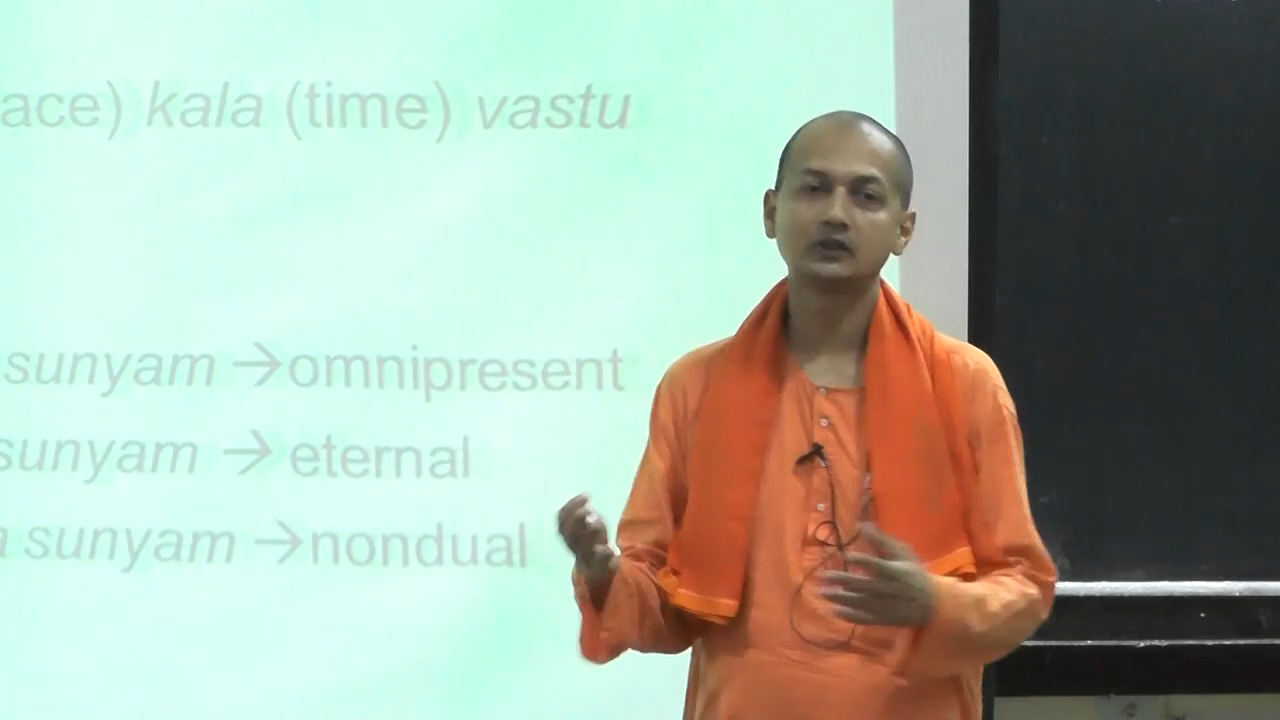 ace) kala (time) vastu
sunyam →omnipresent
sunyam → eternal
a sunyam →nondual